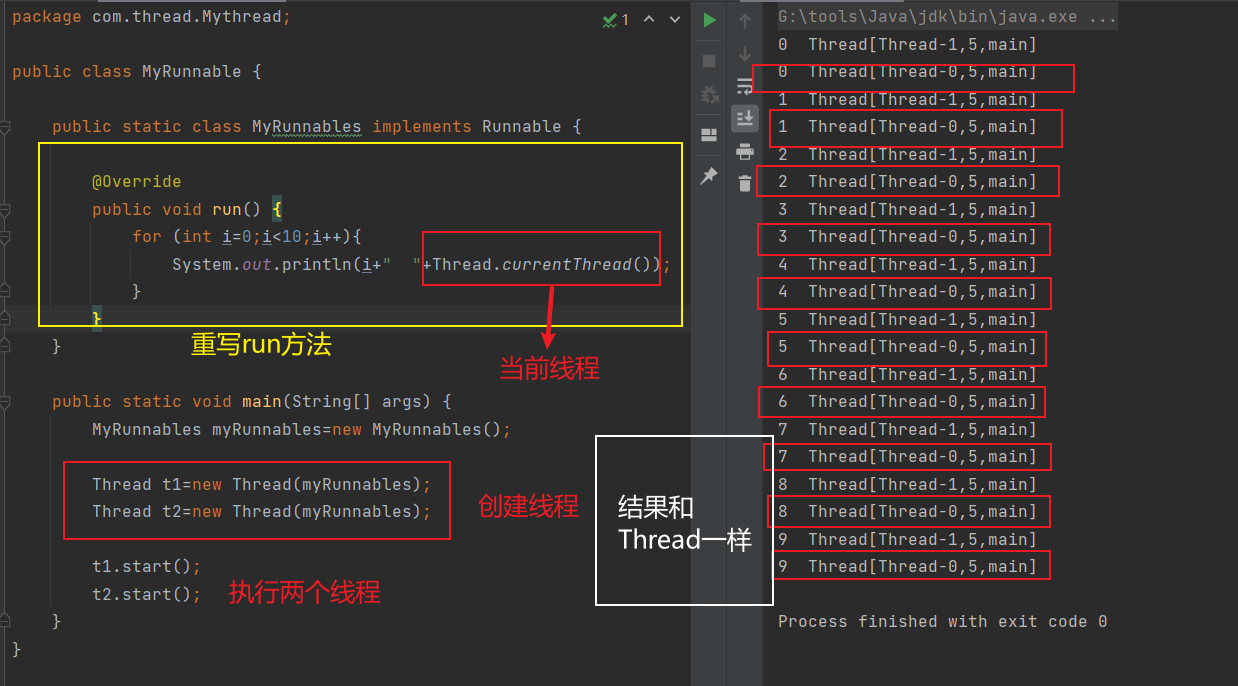 package com.thread.Mythread;
public class MyRunnable {
public static class MyRunnables implements Runnable {
@Override
public void run() {
for (int i=0;i<10;i++){
System.out.println(i+"  "+Thread.currentThread());
}
}
重写run方法
}
当前线程
public static void main(String[] args) {
MyRunnables myRunnables=new MyRunnables();
Thread t1=new Thread(myRunnables);
Thread t2=new Thread(myRunnables);
创建线程
t1.start();
t2.start();
执行两个线程
}
}
结果和
Thread一样
1
G:\tools\Java\jdk\bin\java.exe ...
0  Thread[Thread-1,5,main]
0  Thread[Thread-0,5,main]
1  Thread[Thread-1,5,main]
1  Thread[Thread-0,5,main]
2  Thread[Thread-1,5,main]
2  Thread[Thread-0,5,main]
3  Thread[Thread-1,5,main]
3  Thread[Thread-0,5,main]
4  Thread[Thread-1,5,main]
4  Thread[Thread-0,5,main]
5  Thread[Thread-1,5,main]
5  Thread[Thread-0,5,main]
6  Thread[Thread-1,5,main]
6  Thread[Thread-0,5,main]
7  Thread[Thread-1,5,main]
7  Thread[Thread-0,5,main]
8  Thread[Thread-1,5,main]
8  Thread[Thread-0,5,main]
9  Thread[Thread-1,5,main]
9  Thread[Thread-0,5,main]
Process finished with exit code 0